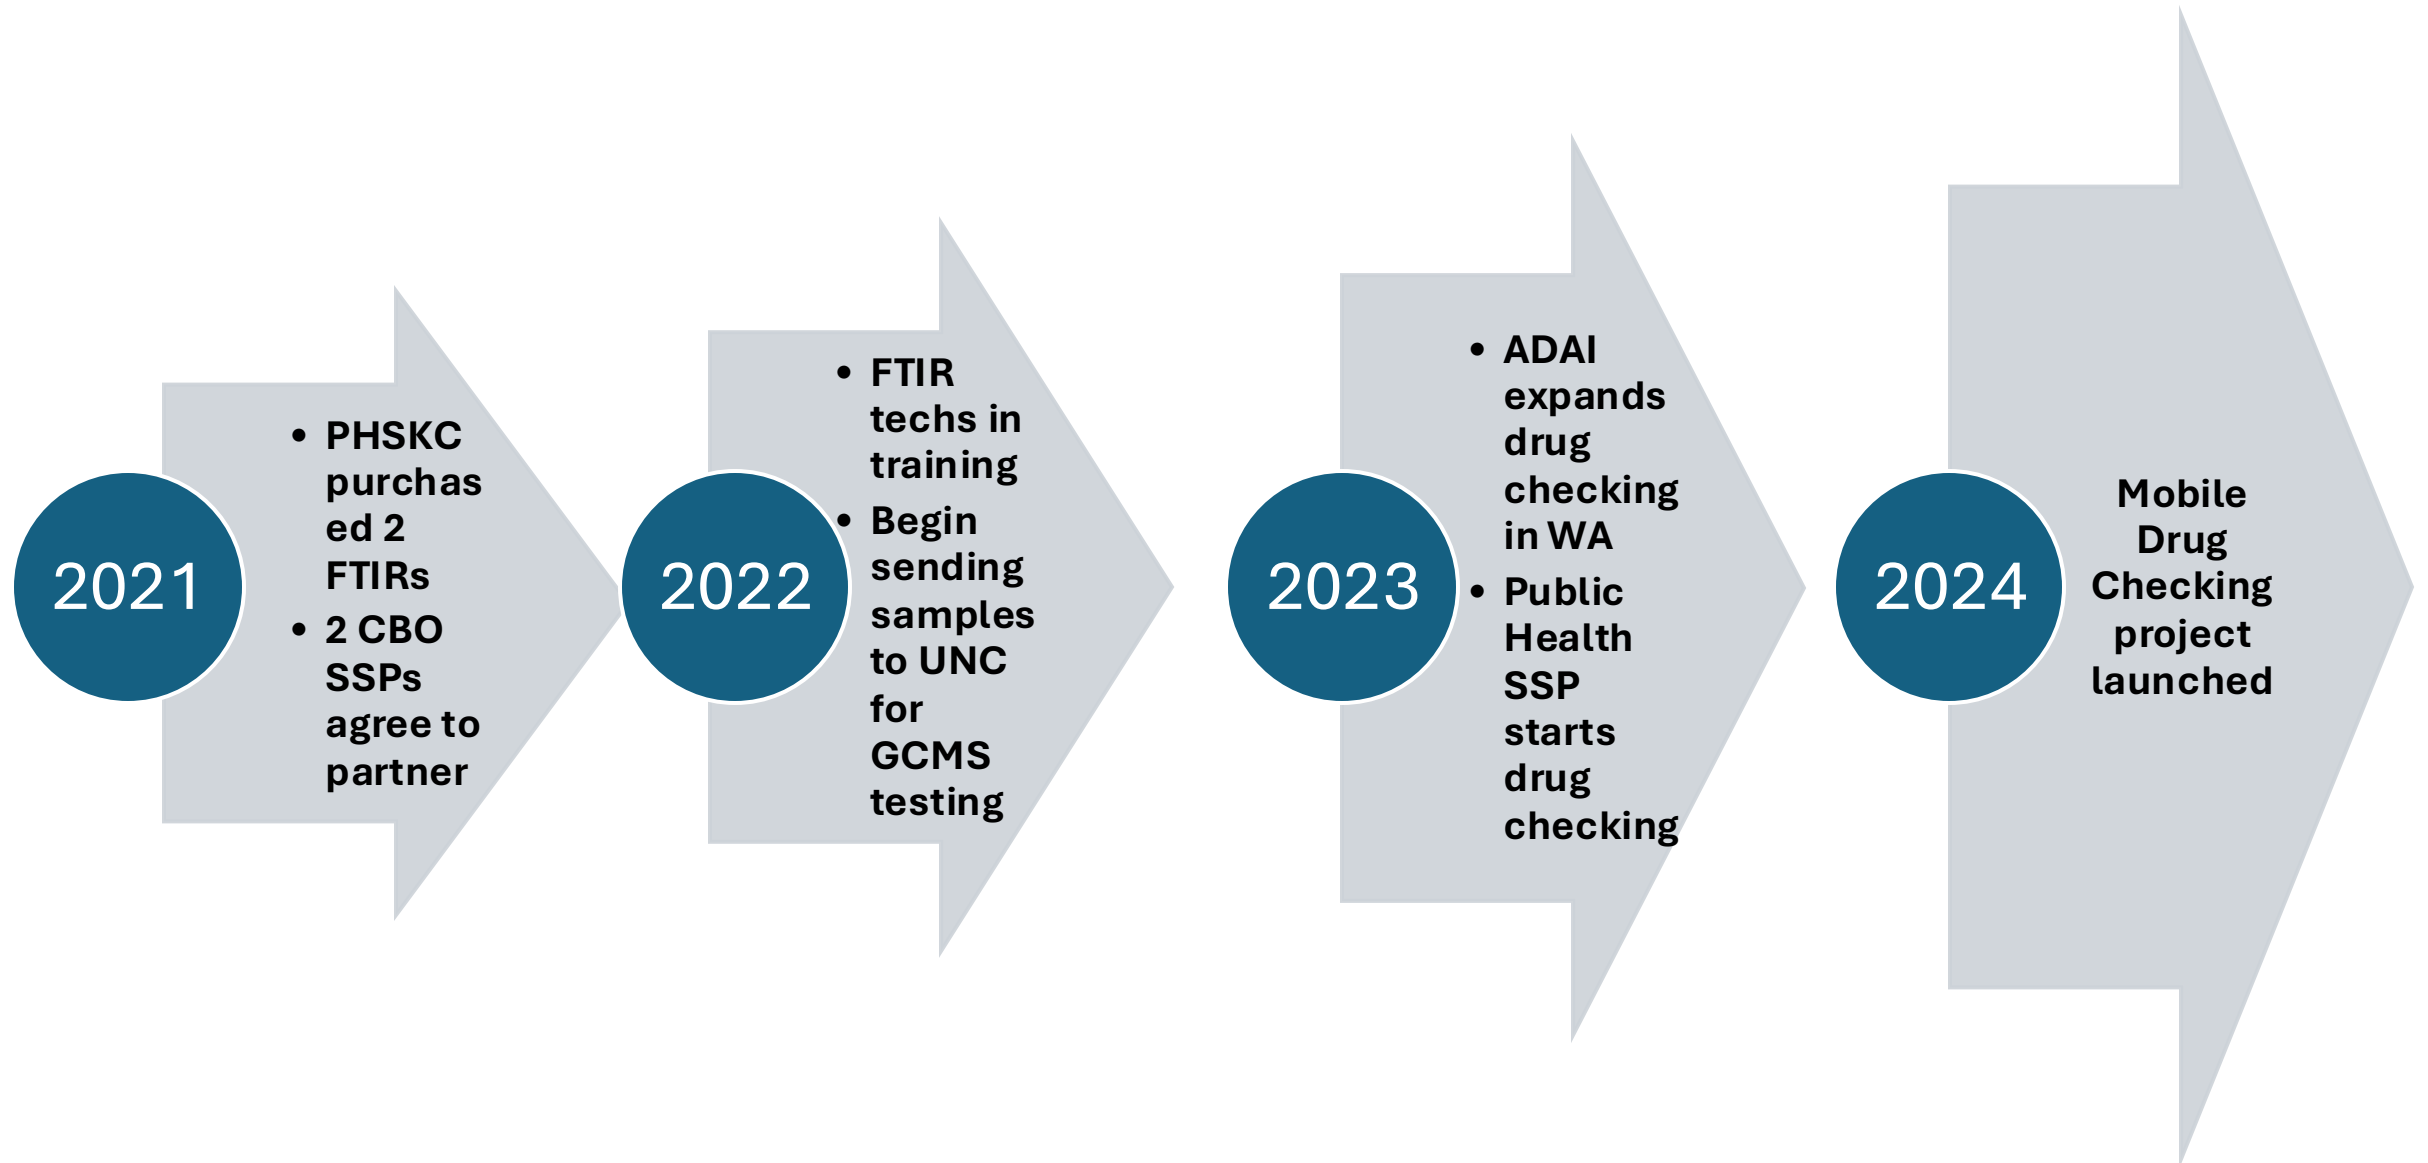 2021
• PHSKC
purchas
ed 2
FTIRs
• 2 CBO
SSPs
agree to
partner
2022
• FTIR
techs in
training
• Begin
sending
samples
to UNC
for
GCMS
testing
2023
• ADAI
expands
drug
checking
in WA
• Public
Health
SSP
starts
drug
checking
2024
Mobile
Drug
Checking
project
launched